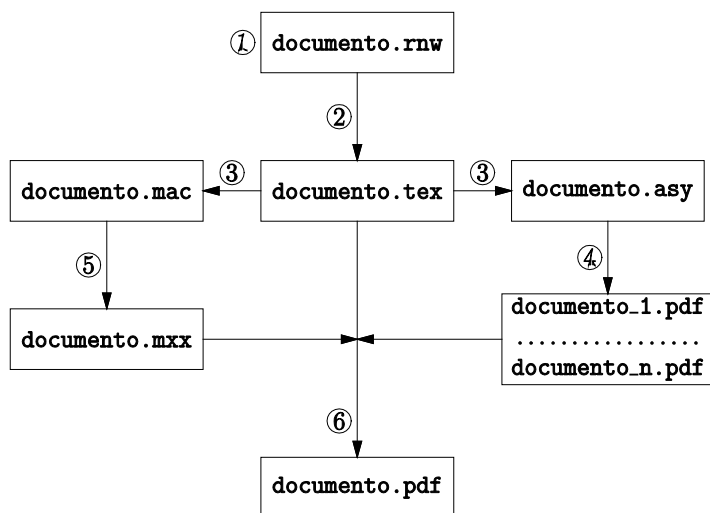 ① documento.rnw
②
documento.mac ③ documento.tex ③ documento.asy
⑤ ④
documento_1.pdf
documento.mxx .................
documento_n.pdf
⑥
documento.pdf